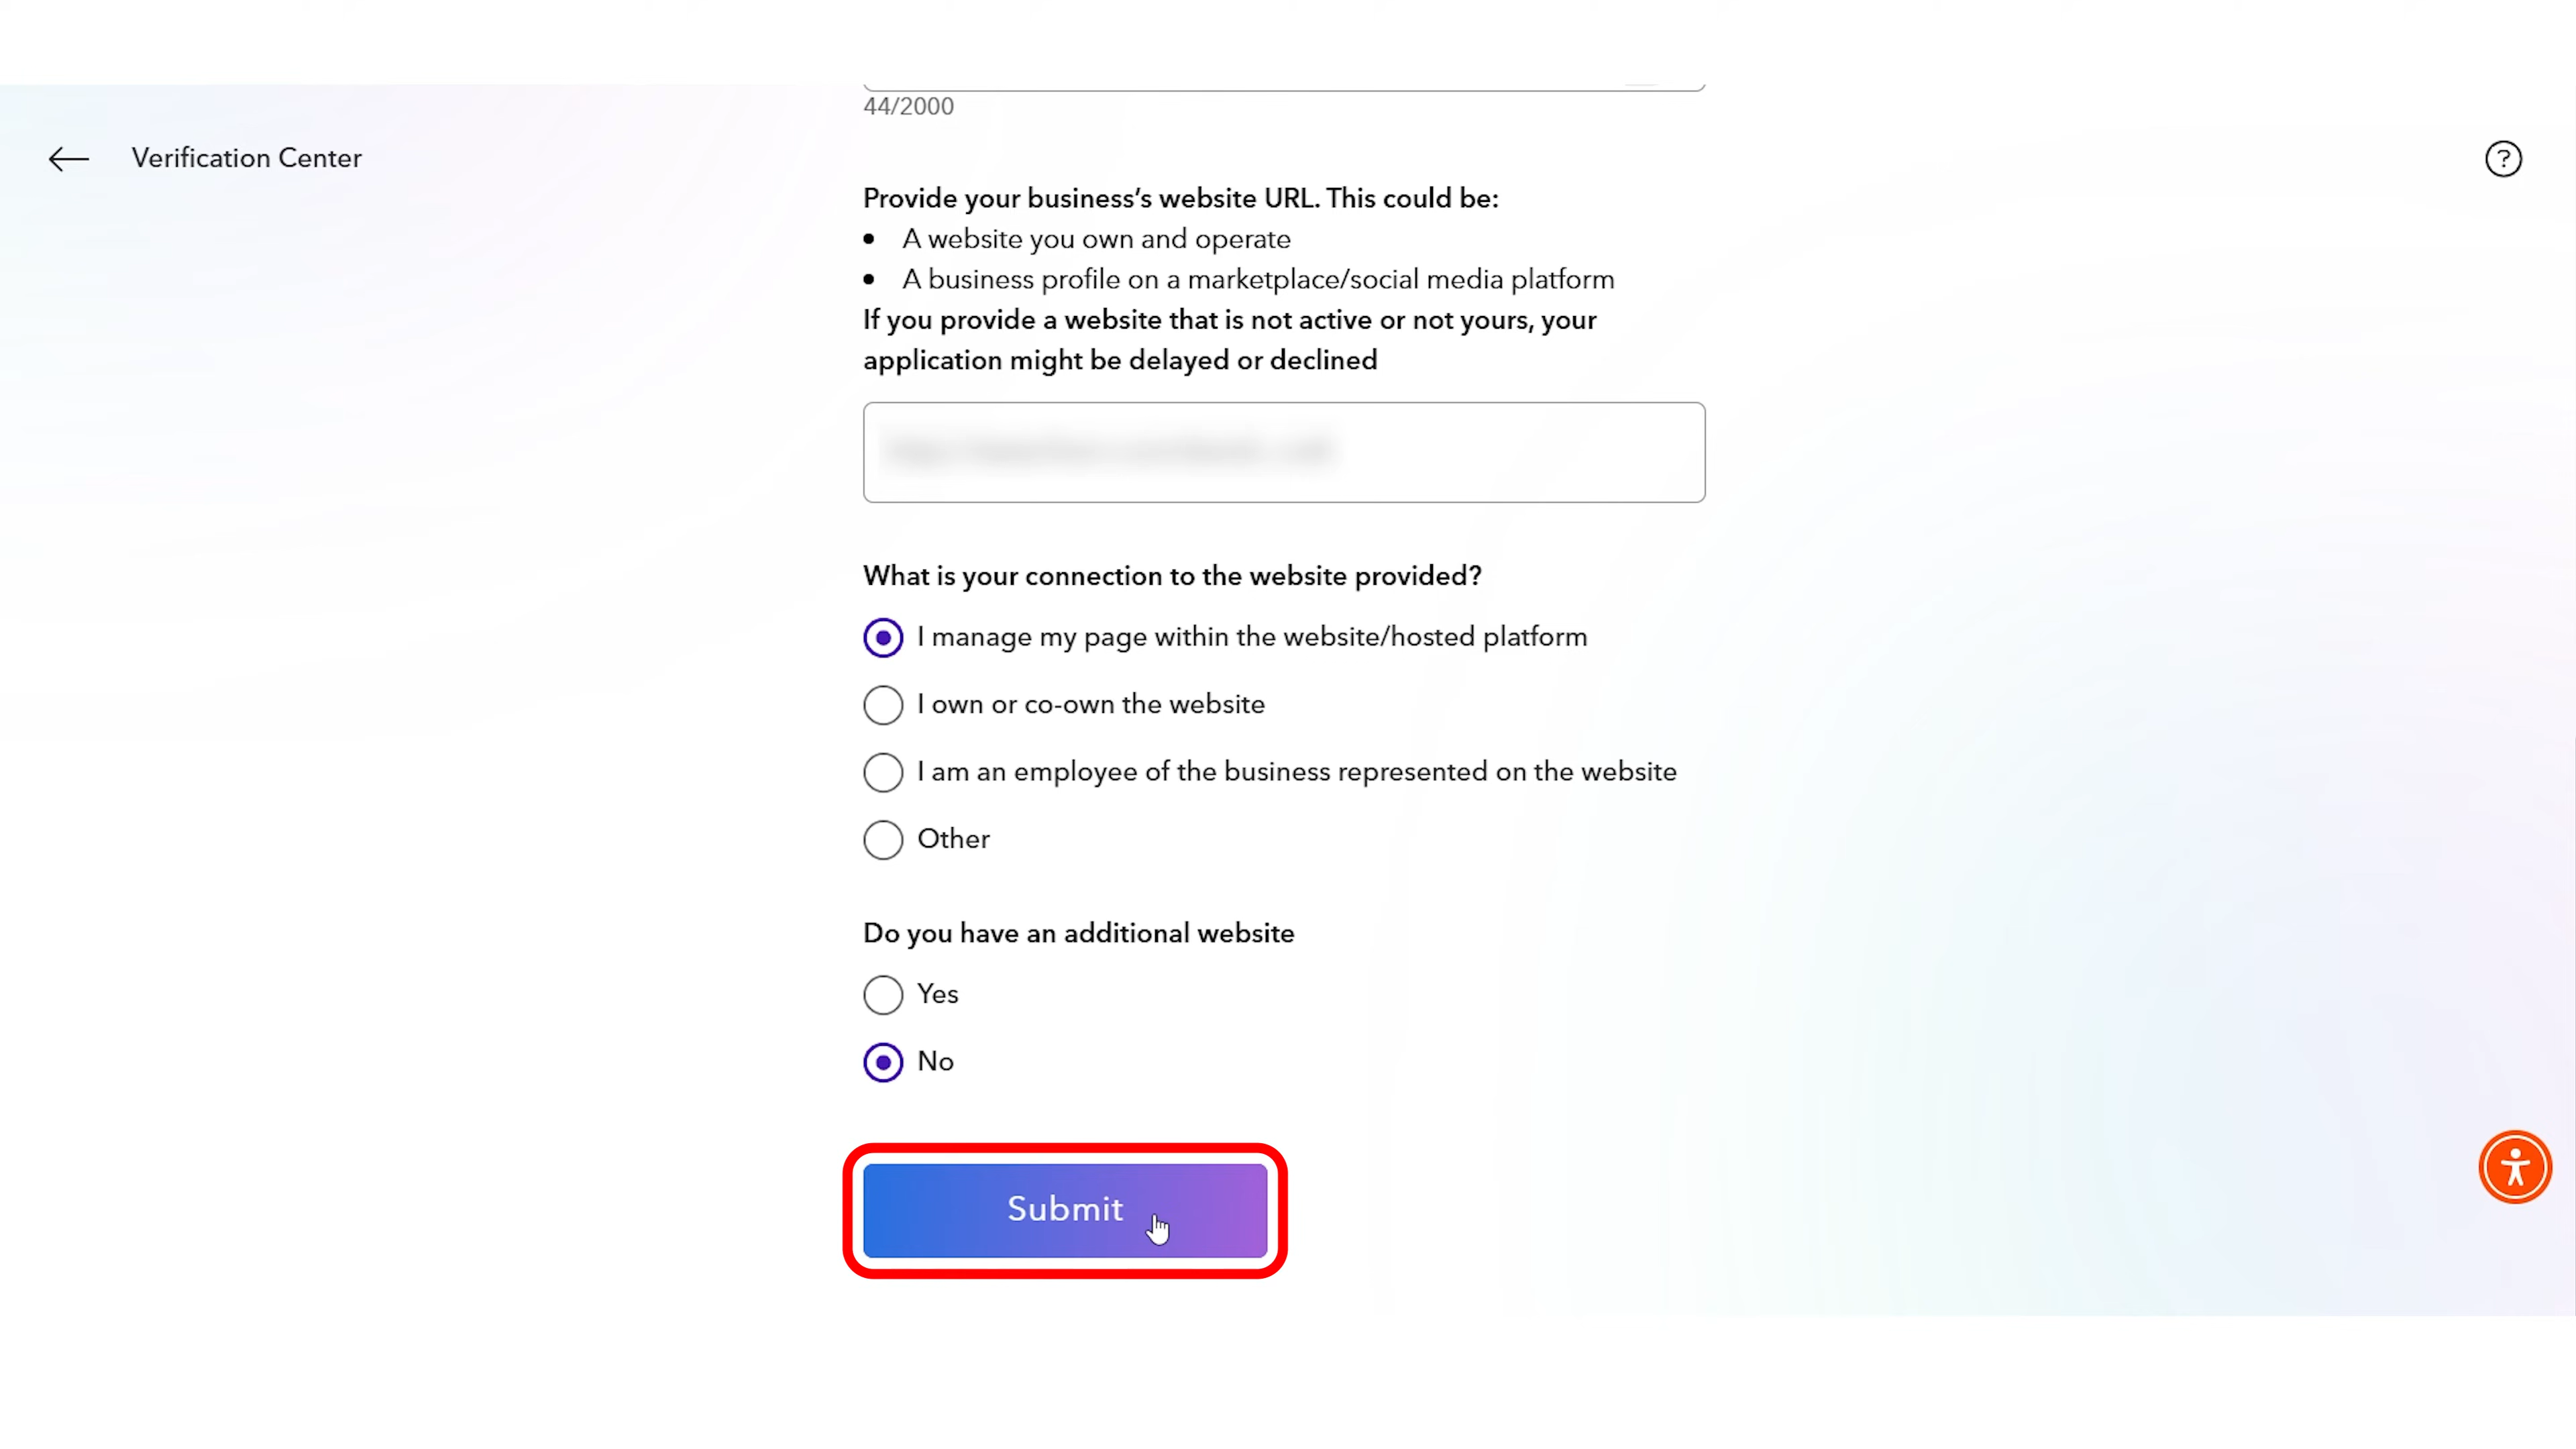 44/2000
Verification Center
?
Provide your business’s website URL. This could be:
• A website you own and operate
• A business profile on a marketplace/social media platform
If you provide a website that is not active or not yours, your
application might be delayed or declined
What is your connection to the website provided?
I manage my page within the website/hosted platform
I own or co-own the website
I am an employee of the business represented on the website
Other
Do you have an additional website
Yes
No
Submit